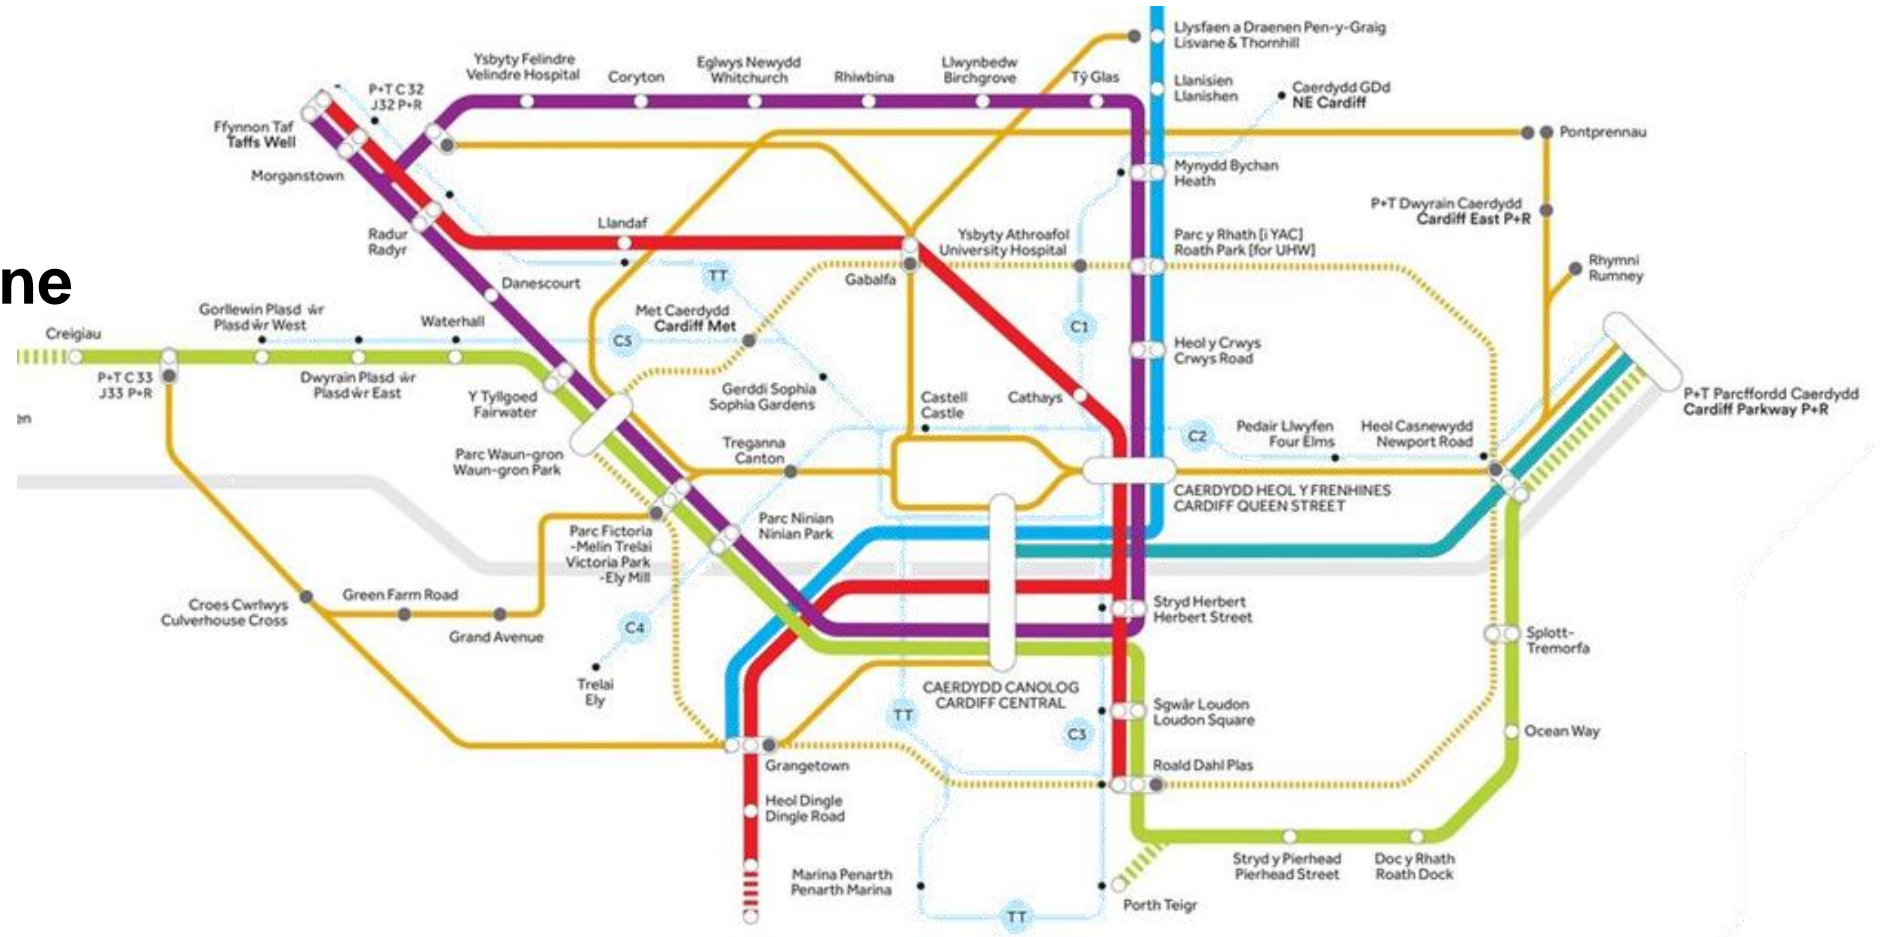 Llysfaen a Draenen Pen-y-Graig
Lisvane & Thornhill
Ysbyty Felindre
Velindre Hospital
Coryton
Eglwys Newydd
Whitchurch
Rhiwbina
Llwynbedw
Birchgrove
Tŷ Glas
Llanisien
Llanishen
Caerdydd GDd
NE Cardiff
P+T C 32
J32 P+R
Ffynnon Taf
Taffs Well
Pontprennau
Morganstown
Mynydd Bychan
Heath
P+T Dwyrain Caerdydd
Cardiff East P+R
Radur
Radyr
Llandaf
Ysbyty Athroafol
University Hospital
Parc y Rhath [i YAC]
Roath Park [for UHW]
Gabalfa
TT
Rhymni
Rumney
ne
Danescourt
Gorllewin Plasd ŵr
Plasd ŵr West
Waterhall
Met Caerdydd
Cardiff Met
C5
C1
Creigiau
P+T C 33
J33 P+R
Dwyrain Plasd ŵr
Plasd ŵr East
Heol y Crwys
Crwys Road
Y Tyllgoed
Fairwater
Gerddi Sophia
Sophia Gardens
Castell
Castle
Cathays
P+T Parcffordd Caerdydd
Cardiff Parkway P+R
en
Parc Waun-gron
Waun-gron Park
Treganna
Canton
C2
Pedair Llwyfen
Four Elms
Heol Casnewydd
Newport Road
CAERDYDD HEOL Y FRENHINES
CARDIFF QUEEN STREET
Parc Fictoria
-Melin Trelai
Victoria Park
-Ely Mill
Parc Ninian
Ninian Park
Croes Cwrlwys
Culverhouse Cross
Green Farm Road
Grand Avenue
C4
Trelai
Ely
Stryd Herbert
Herbert Street
Splott-
Tremorfa
CAERDYDD CANOLOG
CARDIFF CENTRAL
TT
C3
Sgwâr Loudon
Loudon Square
Ocean Way
Grangetown
Roald Dahl Plas
Heol Dingle
Dingle Road
Marina Penarth
Penarth Marina
Stryd y Pierhead
Pierhead Street
Doc y Rhath
Roath Dock
Porth Teigr
TT